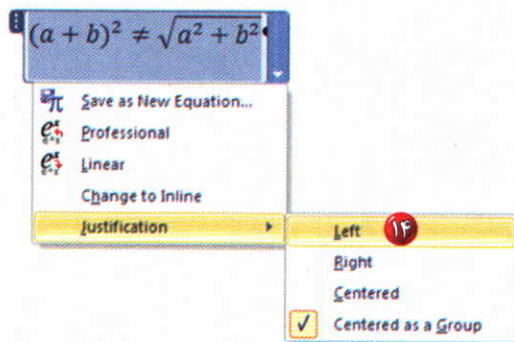 (a + b)² ≠ √a² + b²
Save as New Equation...
Professional
Linear
Change to Inline
Justification
Left ۱۴
Right
Centered
Centered as a Group